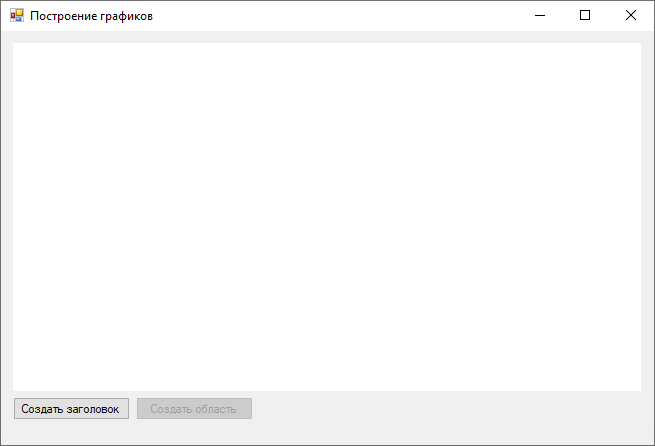 Построение графиков
Создать заголовок
Создать область